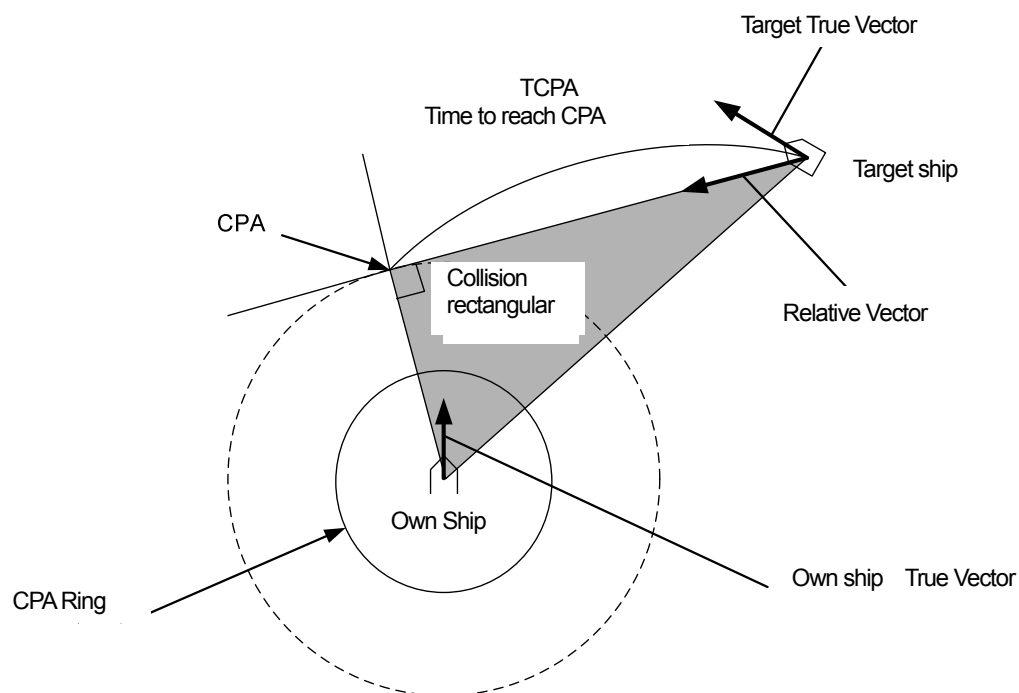 Target True Vector
TCPA
Time to reach CPA
Target ship
CPA
Collision
rectangular
Relative Vector
Own Ship
Own ship True Vector
CPA Ring